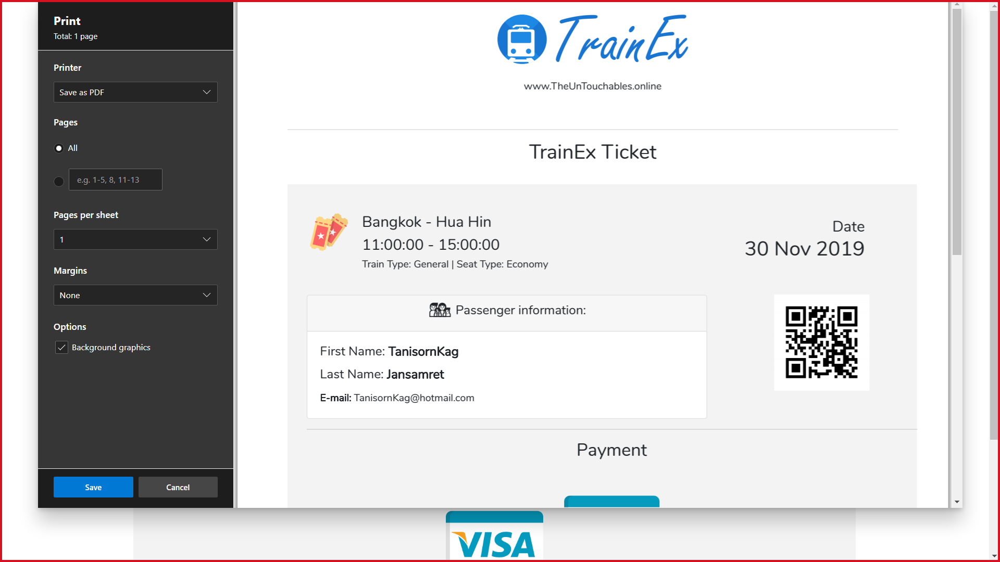 Print
Total: 1 page
Printer
Save as PDF
Pages
All
e.g. 1-5, 8, 11-13
Pages per sheet
1
Margins
None
Options
Background graphics
Save
Cancel
TrainEx
www.TheUnTouchables.online
TrainEx Ticket
Bangkok - Hua Hin
11:00:00 - 15:00:00
Train Type: General | Seat Type: Economy
Date
30 Nov 2019
Passenger information:
First Name: TanisornKag
Last Name: Jansamret
E-mail: TanisornKag@hotmail.com
Payment
VISA